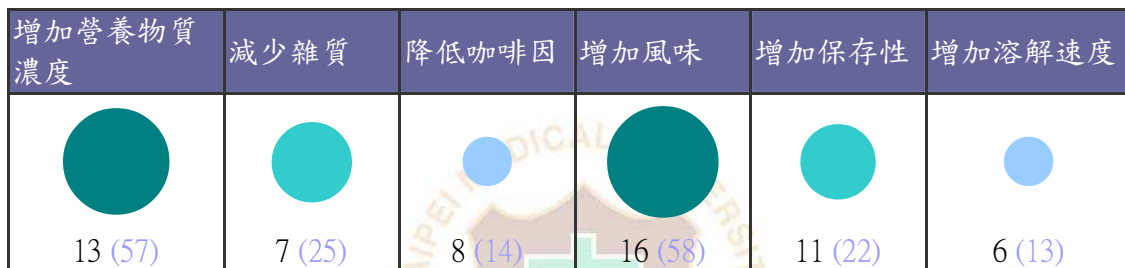 增加營養物質濃度 減少雜質 降低咖啡因 增加風味 增加保存性 增加溶解速度
13 (57) 7 (25) 8 (14) 16 (58) 11 (22) 6 (13)